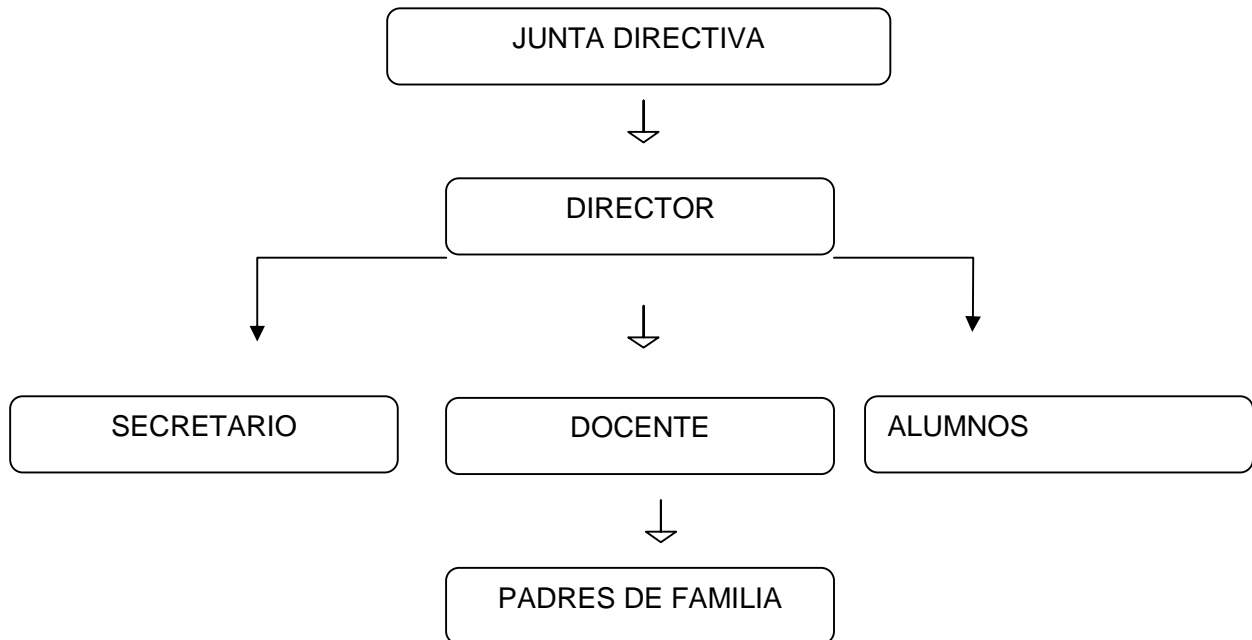 JUNTA DIRECTIVA
DIRECTOR
SECRETARIO
DOCENTE
ALUMNOS
PADRES DE FAMILIA